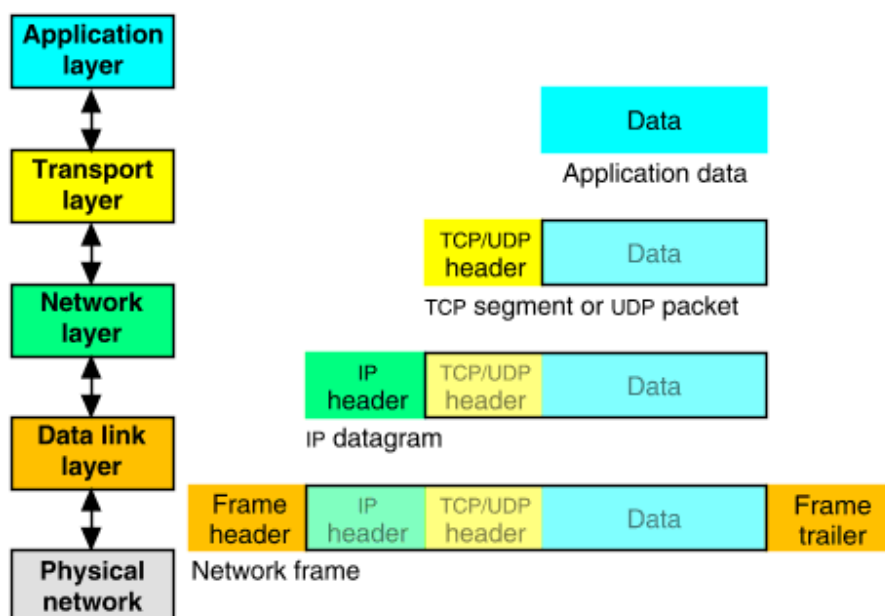 Application
layer
Data
Application data
Transport
layer
TCP/UDP
header
Data
TCP segment or UDP packet
Network
layer
IP
header
TCP/UDP
header
Data
IP datagram
Data link
layer
Frame
header
IP
header
TCP/UDP
header
Data
Frame
trailer
Network frame
Physical
network